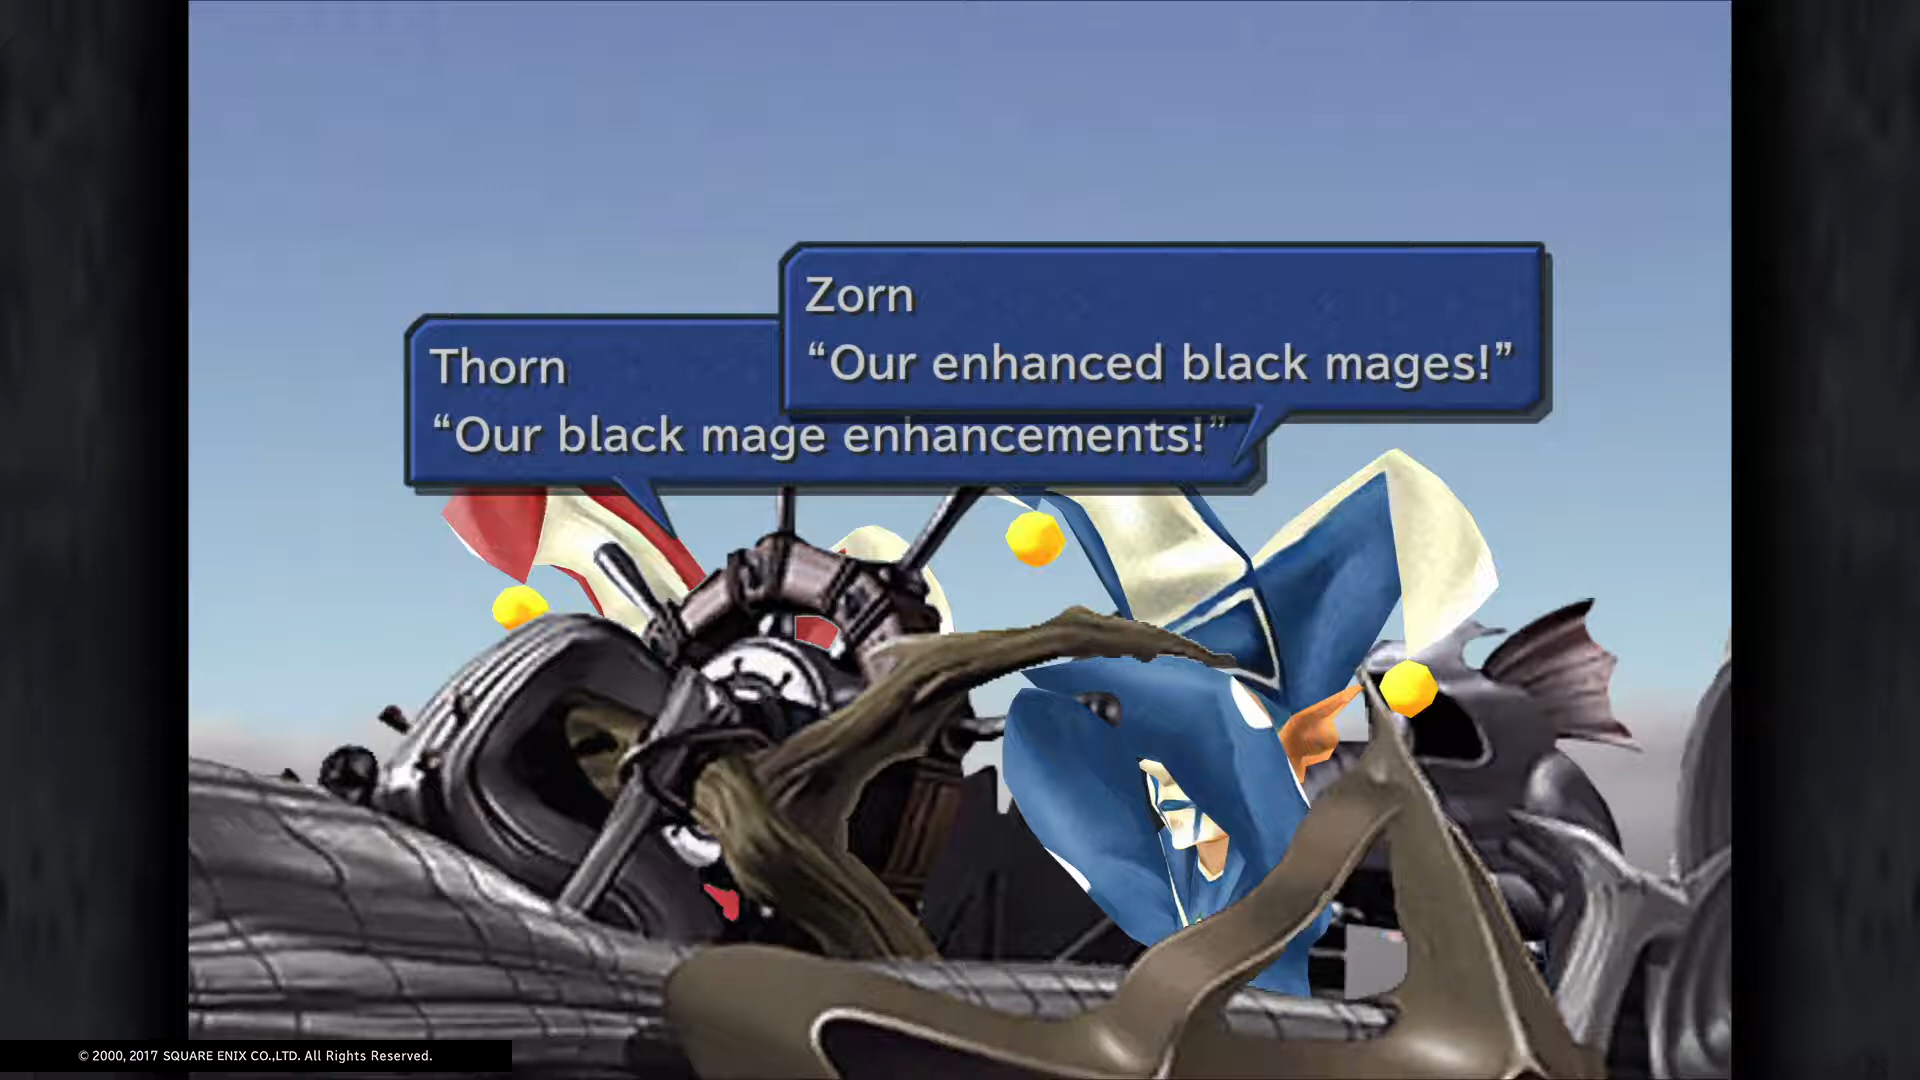 Zorn
“Our enhanced black mages!”
Thorn
“Our black mage enhancements!”
© 2000, 2017 SQUARE ENIX CO.,LTD. All Rights Reserved.